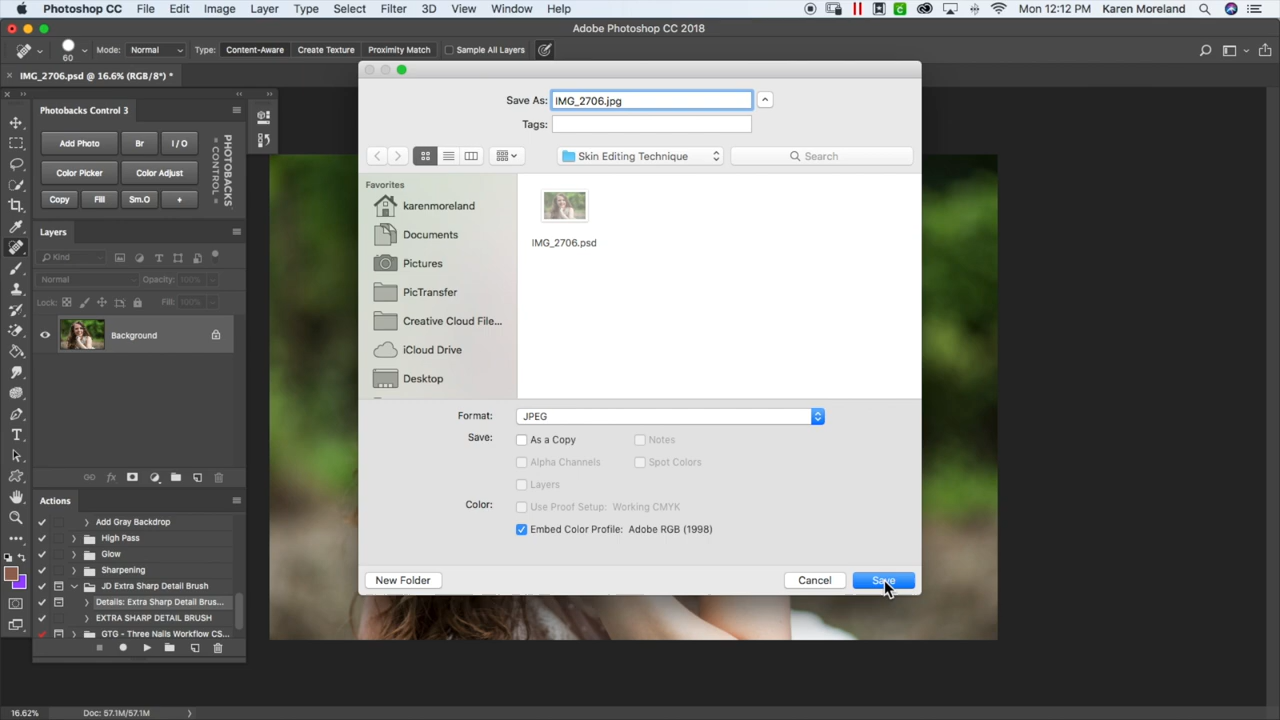 Photoshop CC File Edit Image Layer Type Select Filter 3D View Window Help Mon 12:12 PM Karen Moreland
Adobe Photoshop CC 2018
60 Mode: Normal Type: Content-Aware Create Texture Proximity Match Sample All Layers
IMG_2706.psd @ 16.6% (RGB/8*) *
Photobacks Control 3
Add Photo Br I / O
Color Picker Color Adjust
Copy Fill Sm.O +
PHOTOBACKS
= CONTROL =
Layers
Kind
Normal Opacity: 100%
Lock: Fill: 100%
Background
Actions
Add Gray Backdrop
High Pass
Glow
Sharpening
JD Extra Sharp Detail Brush
Details: Extra Sharp Detail Brus...
EXTRA SHARP DETAIL BRUSH
GTG - Three Nails Workflow CS...
Save As: IMG_2706.jpg
Tags:
Skin Editing Technique Search
Favorites
karenmoreland
Documents
Pictures
PicTransfer
Creative Cloud File...
iCloud Drive
Desktop
IMG_2706.psd
Format: JPEG
Save: As a Copy Notes
Alpha Channels Spot Colors
Layers
Color: Use Proof Setup: Working CMYK
Embed Color Profile: Adobe RGB (1998)
New Folder Cancel Save
16.62% Doc: 57.1M/57.1M